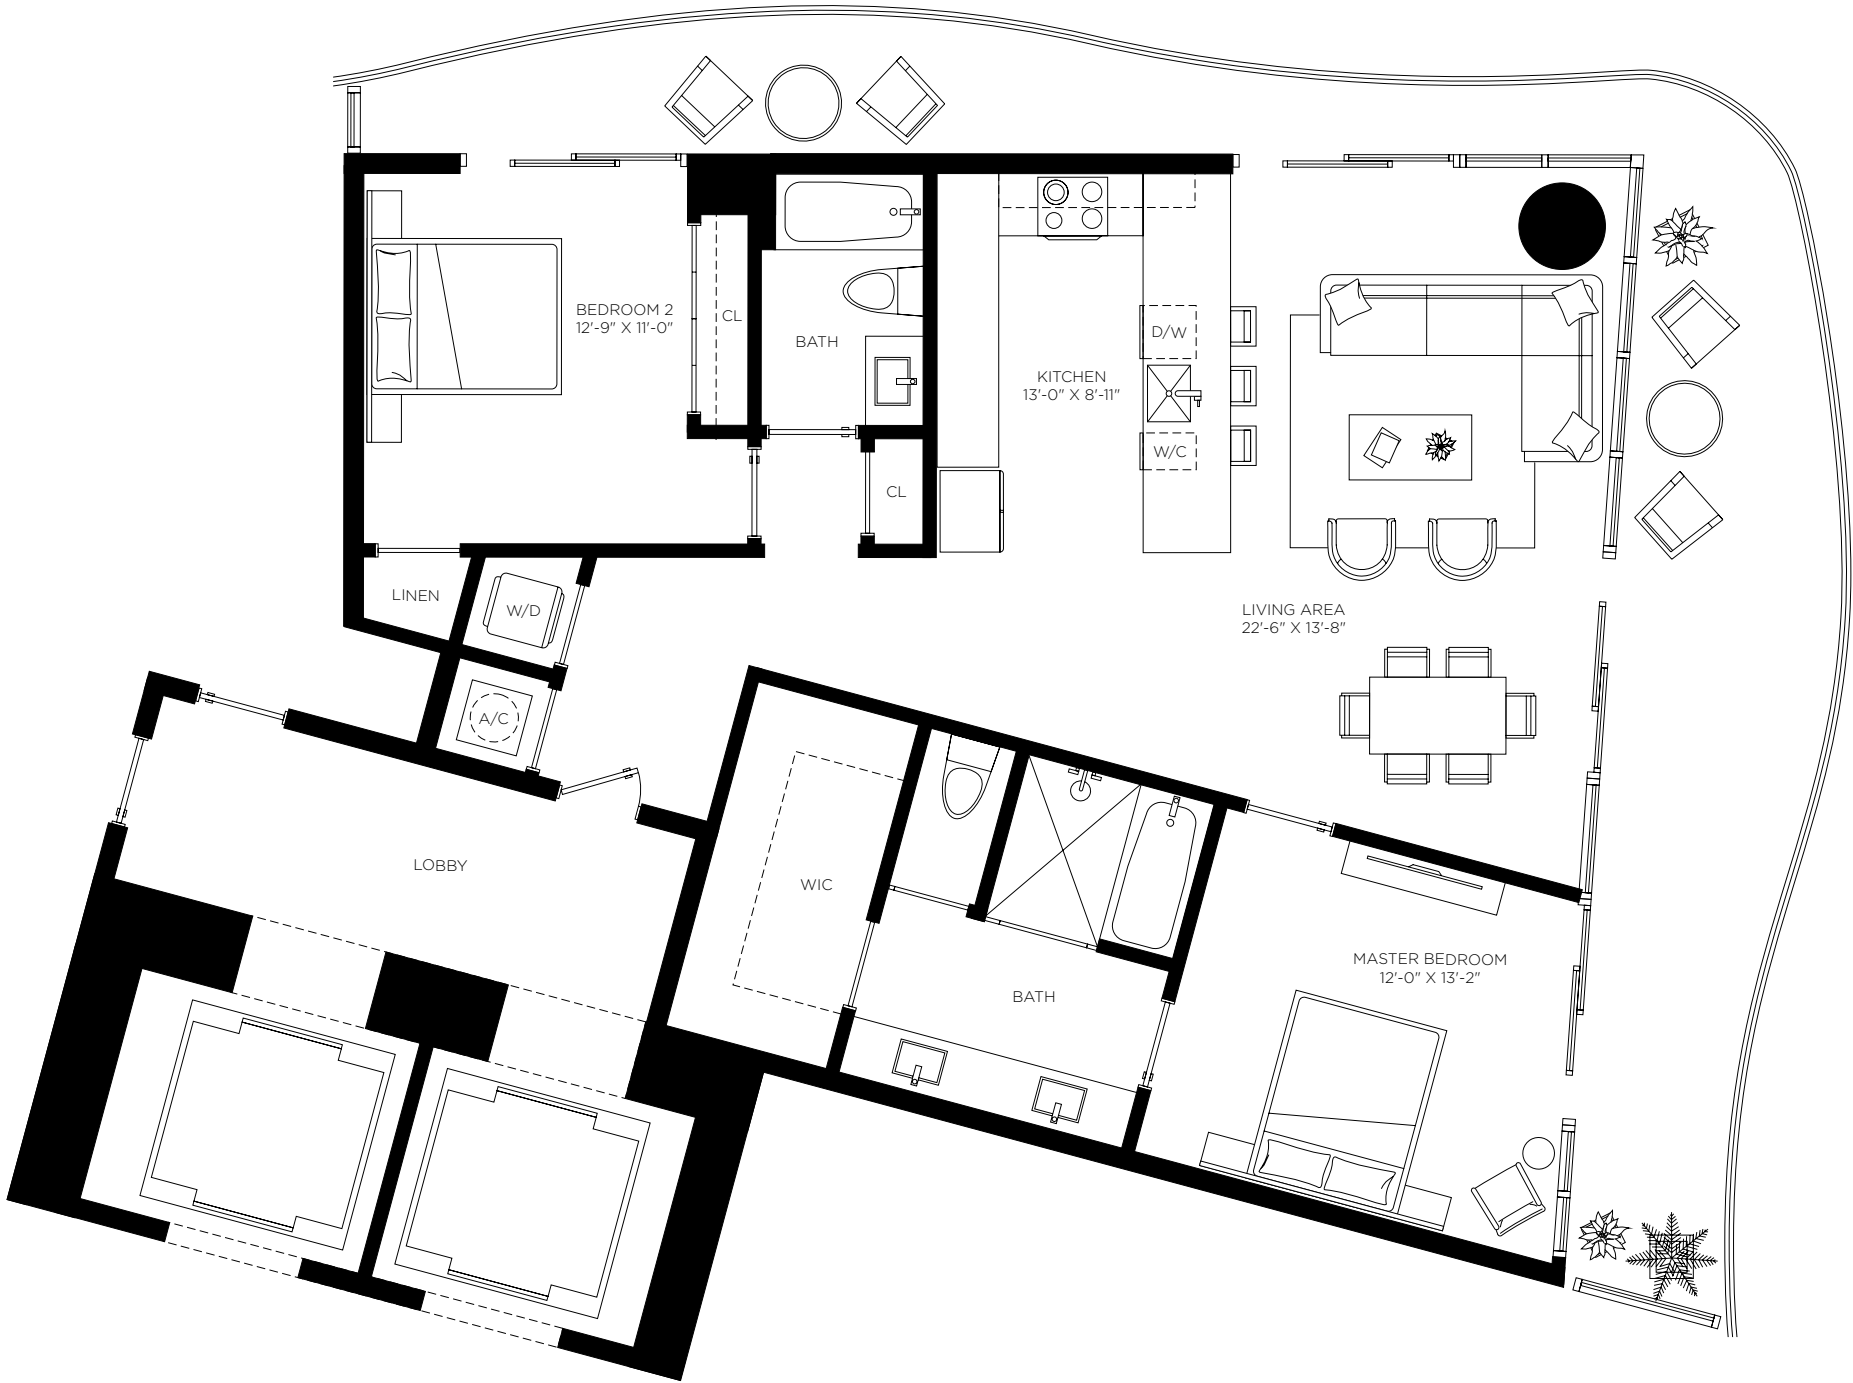 BEDROOM 2
12'-9" X 11'-0"
CL
BATH
D/W
KITCHEN
13'-0" X 8'-11"
W/C
CL
LINEN
W/D
LIVING AREA
22'-6" X 13'-8"
A/C
LOBBY
WIC
MASTER BEDROOM
12'-0" X 13'-2"
BATH